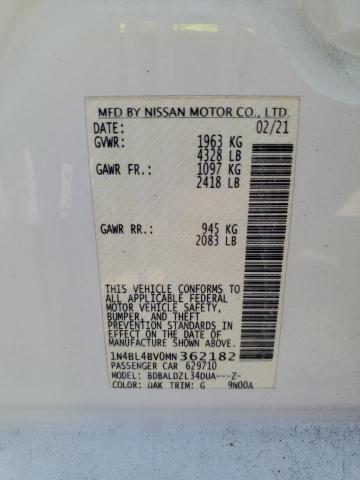 MFD BY NISSAN MOTOR CO., LTD.
DATE: 02/21
GVWR: 1963 KG
4328 LB
GAWR FR.: 1097 KG
2418 LB
GAWR RR.: 945 KG
2083 LB
THIS VEHICLE CONFORMS TO
ALL APPLICABLE FEDERAL
MOTOR VEHICLE SAFETY,
BUMPER, AND THEFT
PREVENTION STANDARDS IN
EFFECT ON THE DATE OF
MANUFACTURE SHOWN ABOVE.
1N4BL4BV0MN362182
PASSENGER CAR 629710
MODEL: BDBALDZL34DUA---Z-
COLOR: QAK TRIM: G 9N00A